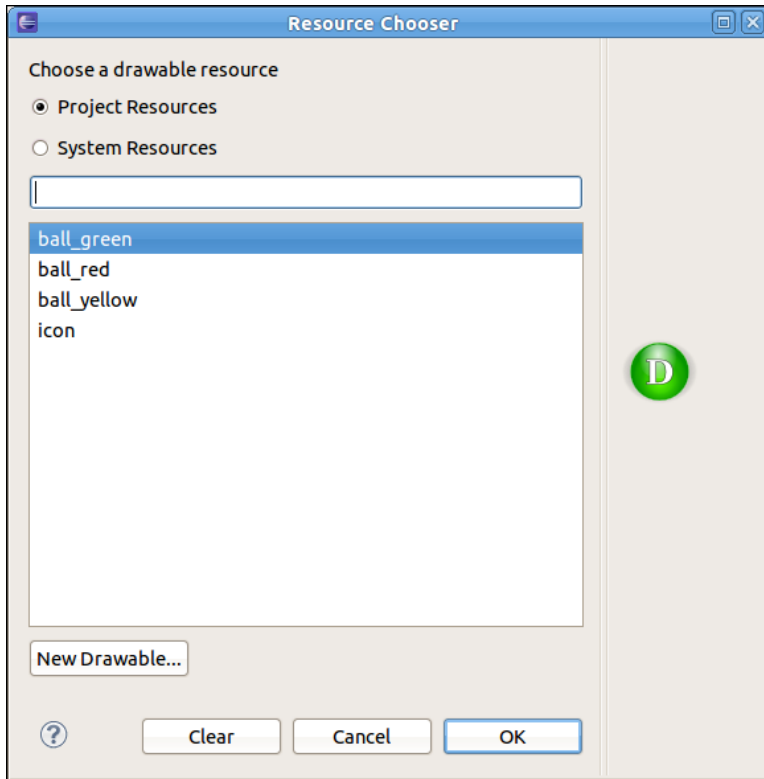 Resource Chooser
Choose a drawable resource
Project Resources
System Resources
ball_green
ball_red
ball_yellow
icon
D
New Drawable...
?
Clear Cancel OK